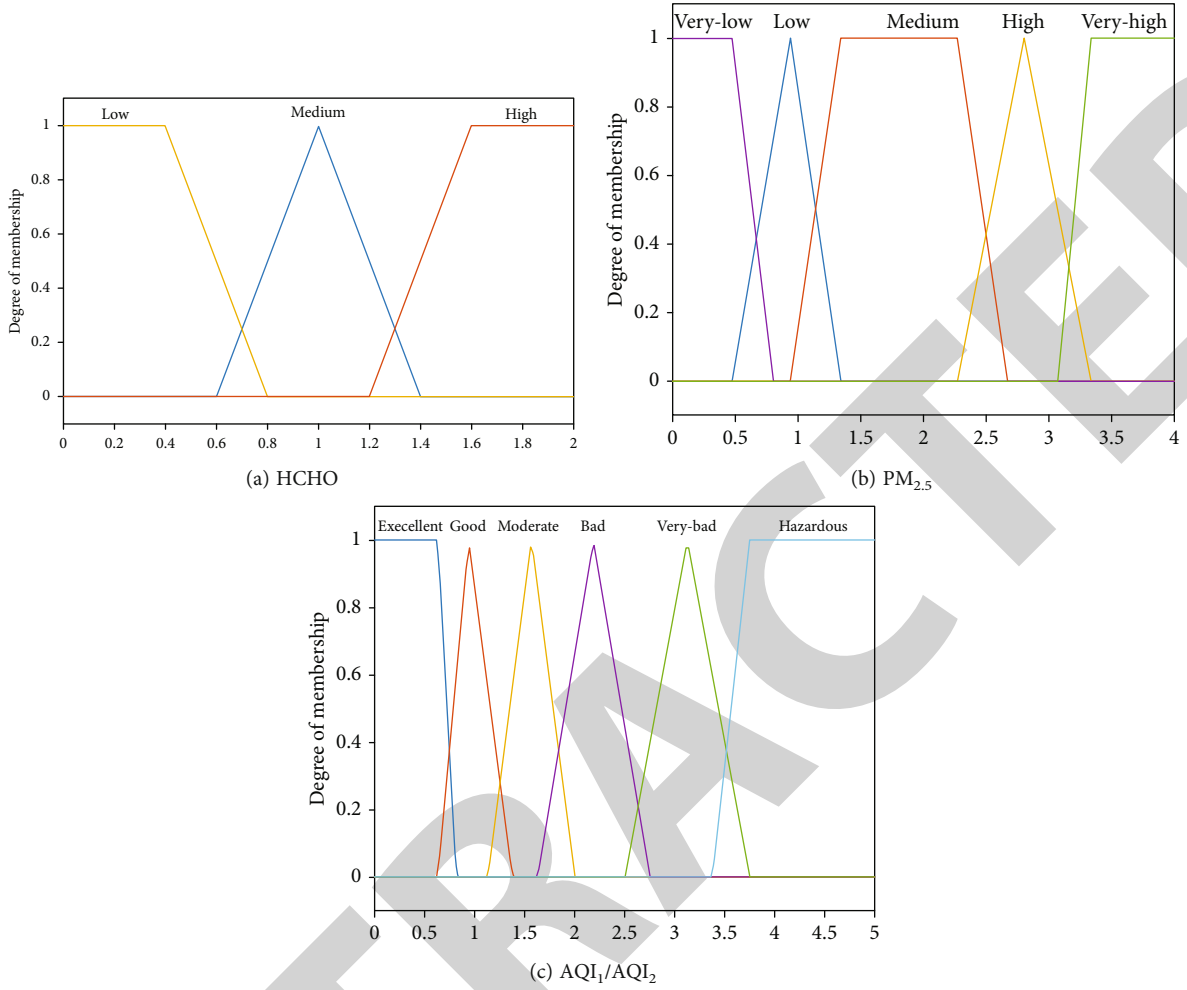 Low Medium High
1
0.8
0.6
0.4
0.2
0
Degree of membership
0 0.2 0.4 0.6 0.8 1 1.2 1.4 1.6 1.8 2
(a) HCHO
Very-low Low Medium High Very-high
1
0.8
0.6
0.4
0.2
0
Degree of membership
0 0.5 1 1.5 2 2.5 3 3.5 4
(b) PM2.5
Execellent Good Moderate Bad Very-bad Hazardous
1
0.8
0.6
0.4
0.2
0
Degree of membership
0 0.5 1 1.5 2 2.5 3 3.5 4 4.5 5
(c) AQI1/AQI2
TRACTE